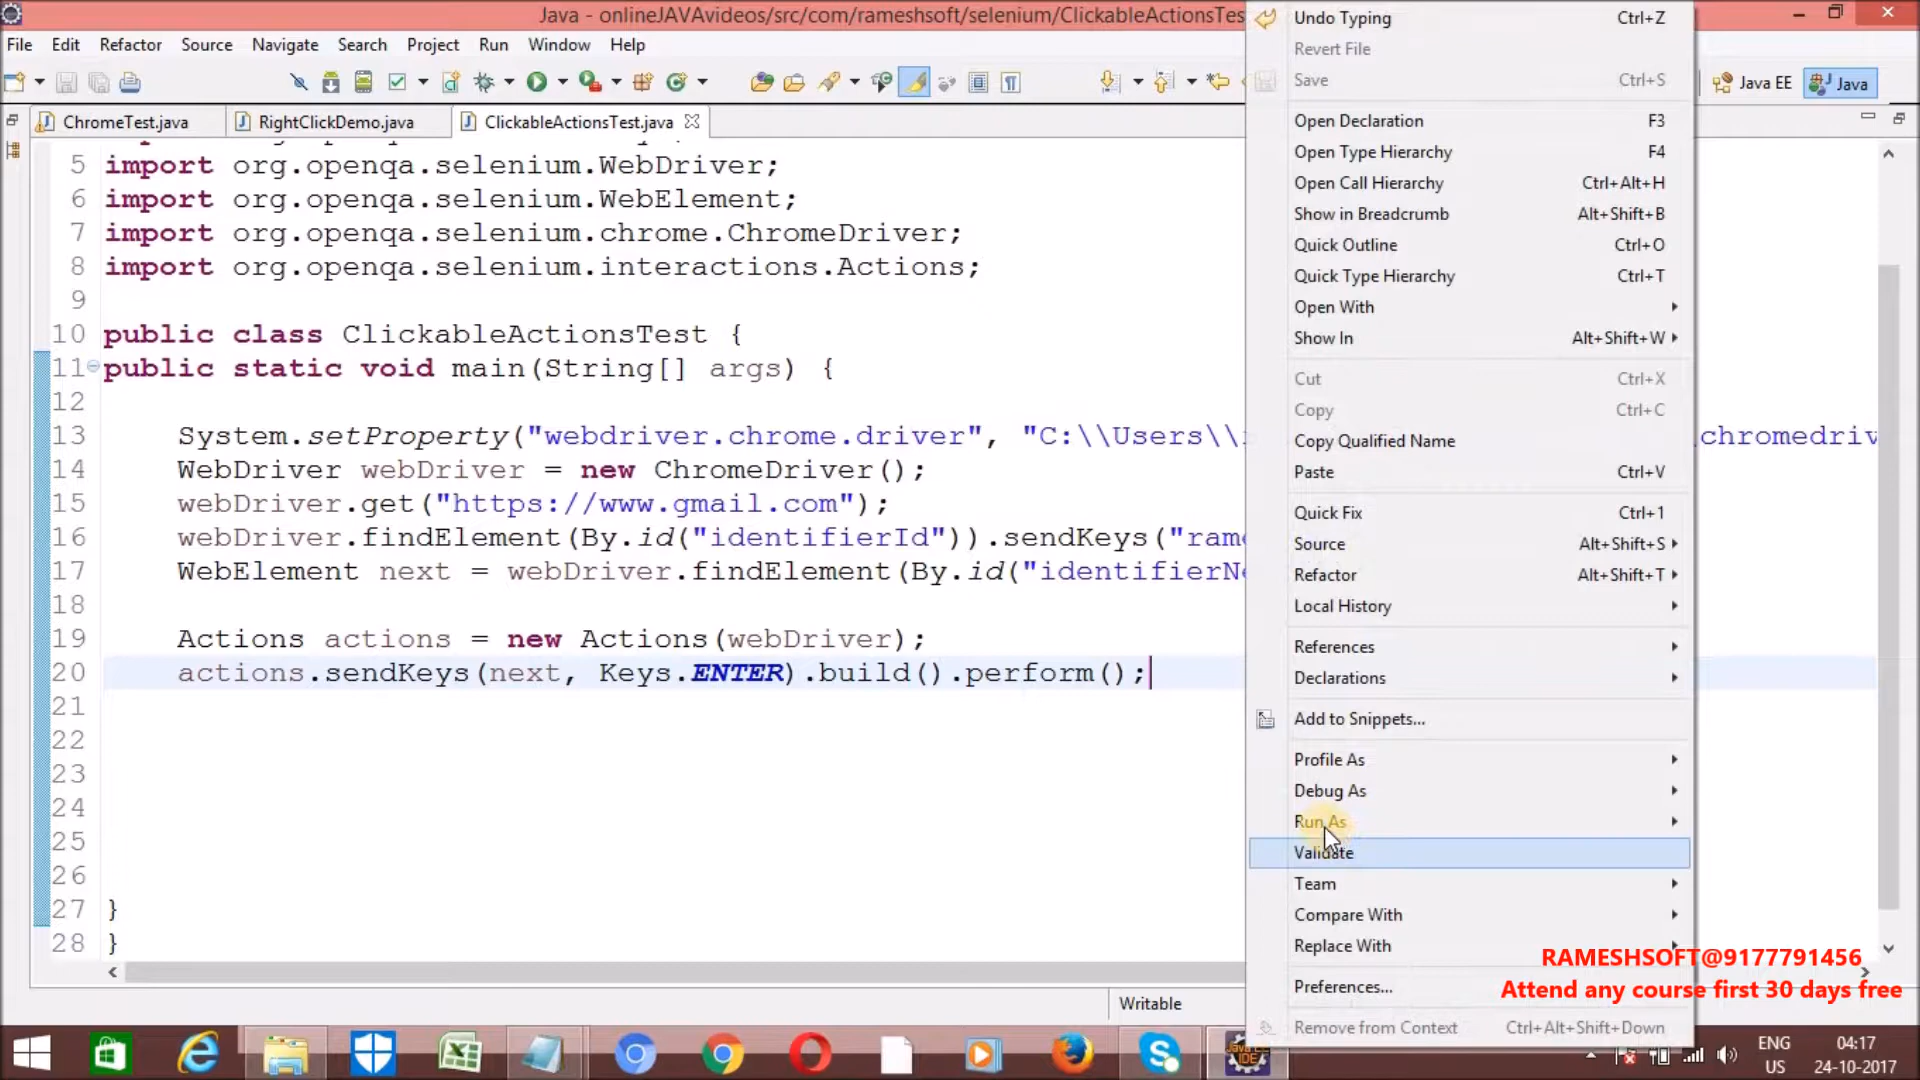 Java - onlineJAVAvideos/src/com/rameshsoft/selenium/ClickableActionsTes
File Edit Refactor Source Navigate Search Project Run Window Help
Java EE Java
ChromeTest.java RightClickDemo.java ClickableActionsTest.java
5 import org.openqa.selenium.WebDriver;
6 import org.openqa.selenium.WebElement;
7 import org.openqa.selenium.chrome.ChromeDriver;
8 import org.openqa.selenium.interactions.Actions;
9
10 public class ClickableActionsTest {
11 public static void main(String[] args) {
12
13 System.setProperty("webdriver.chrome.driver", "C:\\Users\\ chromedriv
14 WebDriver webDriver = new ChromeDriver();
15 webDriver.get("https://www.gmail.com");
16 webDriver.findElement(By.id("identifierId")).sendKeys("rame
17 WebElement next = webDriver.findElement(By.id("identifierNe
18
19 Actions actions = new Actions(webDriver);
20 actions.sendKeys(next, Keys.ENTER).build().perform();
21
22
23
24
25
26
27 }
28 }
Undo Typing Ctrl+Z
Revert File
Save Ctrl+S
Open Declaration F3
Open Type Hierarchy F4
Open Call Hierarchy Ctrl+Alt+H
Show in Breadcrumb Alt+Shift+B
Quick Outline Ctrl+O
Quick Type Hierarchy Ctrl+T
Open With
Show In Alt+Shift+W
Cut Ctrl+X
Copy Ctrl+C
Copy Qualified Name
Paste Ctrl+V
Quick Fix Ctrl+1
Source Alt+Shift+S
Refactor Alt+Shift+T
Local History
References
Declarations
Add to Snippets...
Profile As
Debug As
Run As
Validate
Team
Compare With
Replace With
Preferences...
Remove from Context Ctrl+Alt+Shift+Down
RAMESHSOFT@9177791456
Attend any course first 30 days free
Writable
Java EE
IDE
ENG
US
04:17
24-10-2017